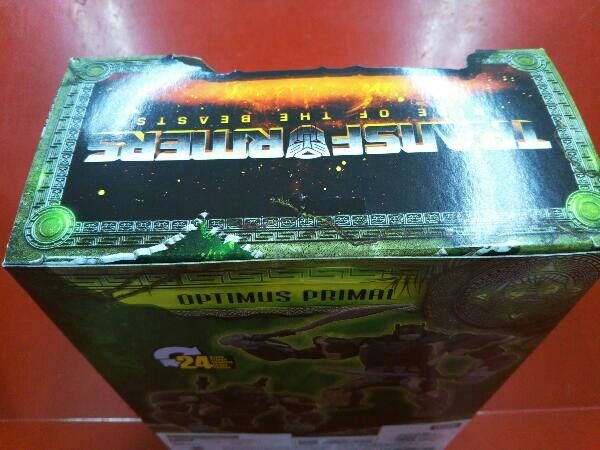 TRANSFORMERS
RISE OF THE BEASTS
OPTIMUS PRIMAL
24